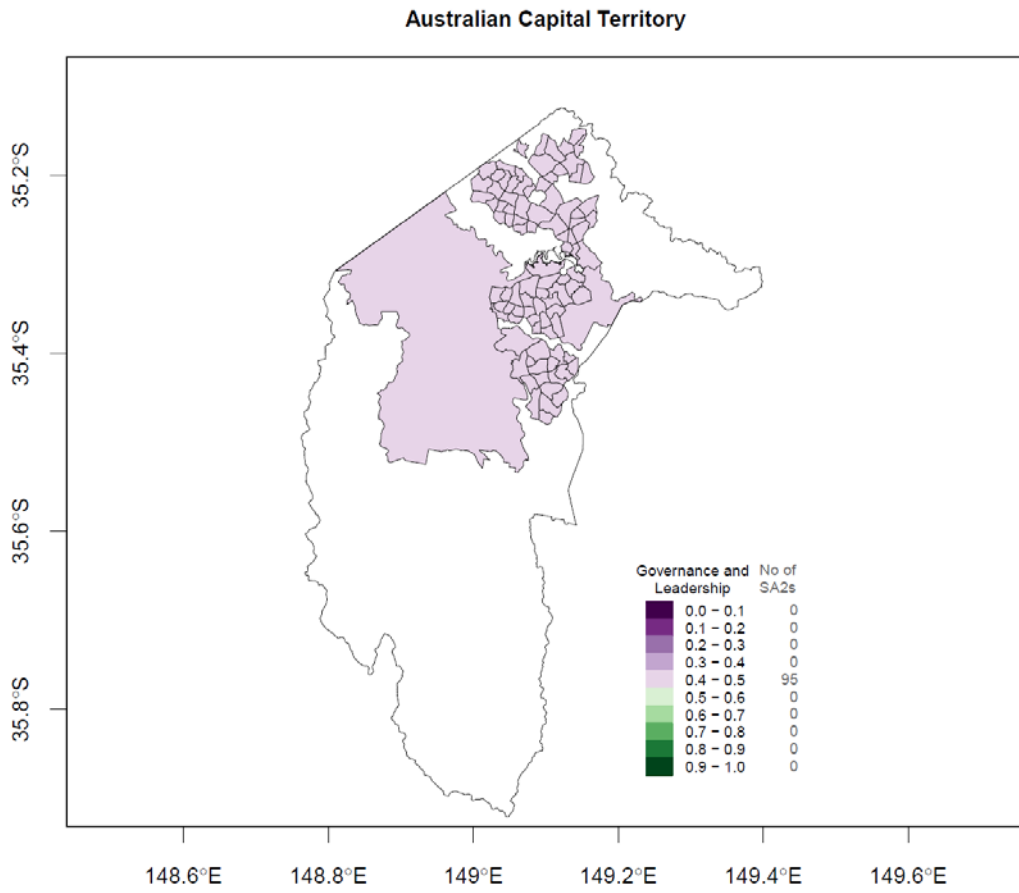 Australian Capital Territory
35.2°S
35.4°S
35.6°S
35.8°S
Governance and Leadership
No of SA2s
0.0 − 0.1 0
0.1 − 0.2 0
0.2 − 0.3 0
0.3 − 0.4 0
0.4 − 0.5 95
0.5 − 0.6 0
0.6 − 0.7 0
0.7 − 0.8 0
0.8 − 0.9 0
0.9 − 1.0 0
148.6°E 148.8°E 149°E 149.2°E 149.4°E 149.6°E